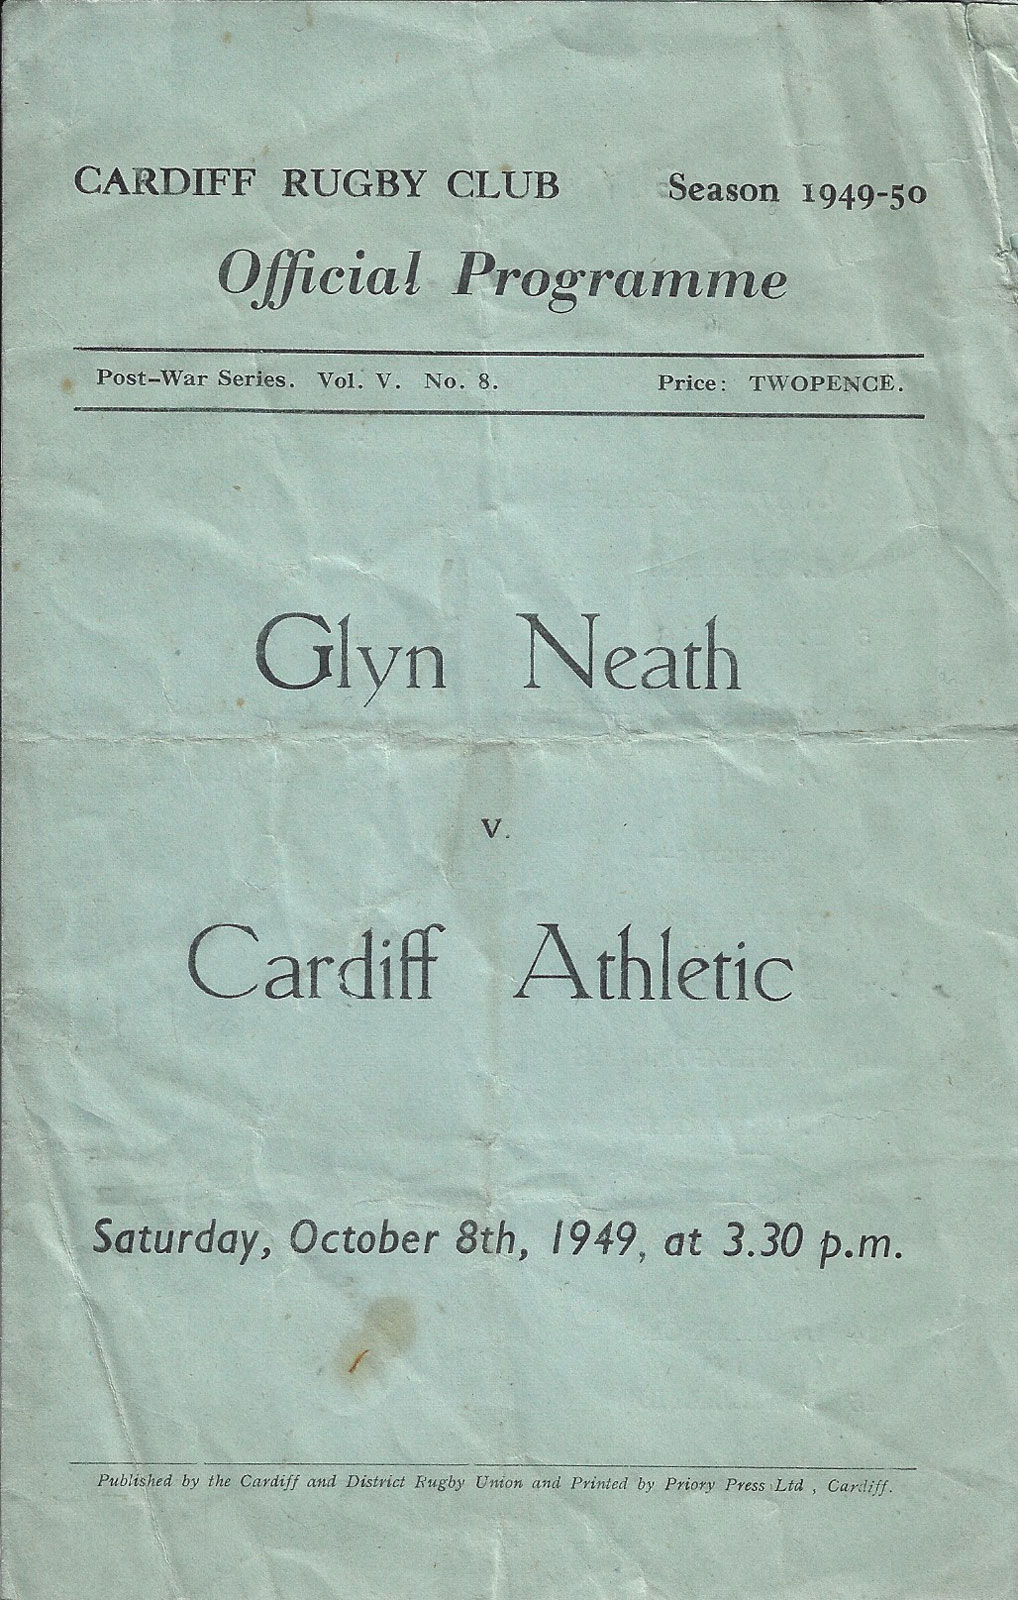 CARDIFF RUGBY CLUB Season 1949-50
Official Programme
Post-War Series. Vol. V. No. 8. Price: TWOPENCE.
Glyn Neath
v.
Cardiff Athletic
Saturday, October 8th, 1949, at 3.30 p.m.
Published by the Cardiff and District Rugby Union and Printed by Priory Press Ltd , Cardiff.